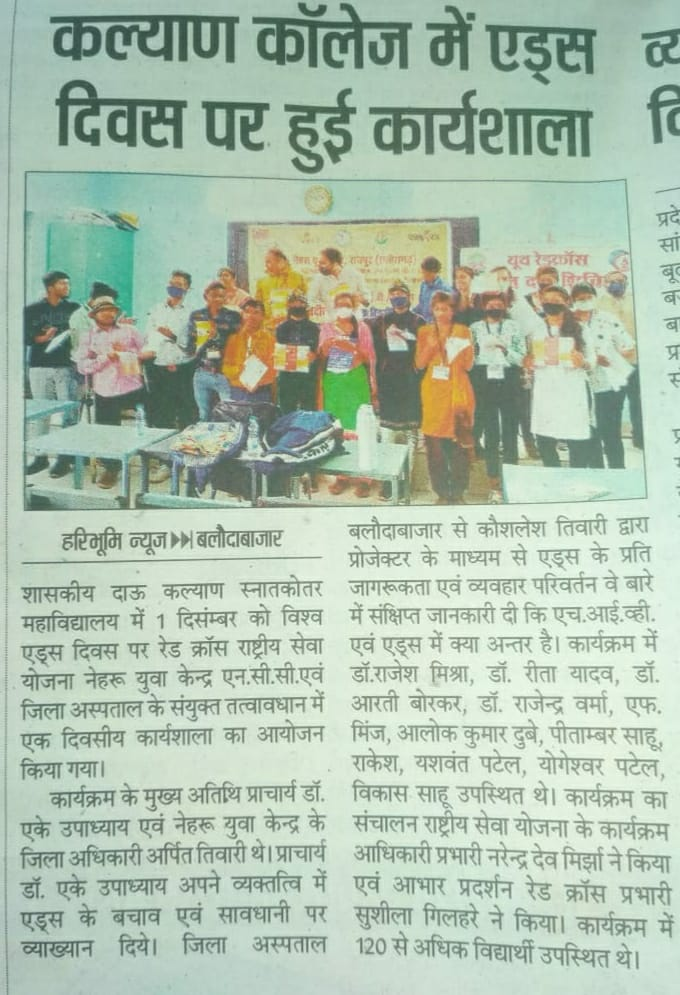 कल्याण कॉलेज में एड्स
दिवस पर हुई कार्यशाला
राजपुर (छत्तीसगढ़)
यूथ रेडक्रॉस
हरिभूमि न्यूज ▶▶ बलौदाबाजार
शासकीय दाऊ कल्याण स्नातकोतर
महाविद्यालय में 1 दिसंम्बर को विश्व
एड्स दिवस पर रेड क्रॉस राष्ट्रीय सेवा
योजना नेहरू युवा केन्द्र एन.सी.सी.एवं
जिला अस्पताल के संयुक्त तत्वावधान में
एक दिवसीय कार्यशाला का आयोजन
किया गया।
कार्यक्रम के मुख्य अतिथि प्राचार्य डॉ.
एके उपाध्याय एवं नेहरू युवा केन्द्र के
जिला अधिकारी अर्पित तिवारी थे। प्राचार्य
डॉ. एके उपाध्याय अपने व्यक्तत्वि में
एड्स के बचाव एवं सावधानी पर
व्याख्यान दिये। जिला अस्पताल
बलौदाबाजार से कौशलेश तिवारी द्वारा
प्रोजेक्टर के माध्यम से एड्स के प्रति
जागरूकता एवं व्यवहार परिवर्तन वे बारे
में संक्षिप्त जानकारी दी कि एच.आई.व्ही.
एवं एड्स में क्या अन्तर है। कार्यक्रम में
डॉ.राजेश मिश्रा, डॉ. रीता यादव, डॉ.
आरती बोरकर, डॉ. राजेन्द्र वर्मा, एफ.
मिंज, आलोक कुमार दुबे, पीताम्बर साहू,
राकेश, यशवंत पटेल, योगेश्वर पटेल,
विकास साहू उपस्थित थे। कार्यक्रम का
संचालन राष्ट्रीय सेवा योजना के कार्यक्रम
आधिकारी प्रभारी नरेन्द्र देव मिर्झा ने किया
एवं आभार प्रदर्शन रेड क्रॉस प्रभारी
सुशीला गिलहरे ने किया। कार्यक्रम में
120 से अधिक विद्यार्थी उपस्थित थे।